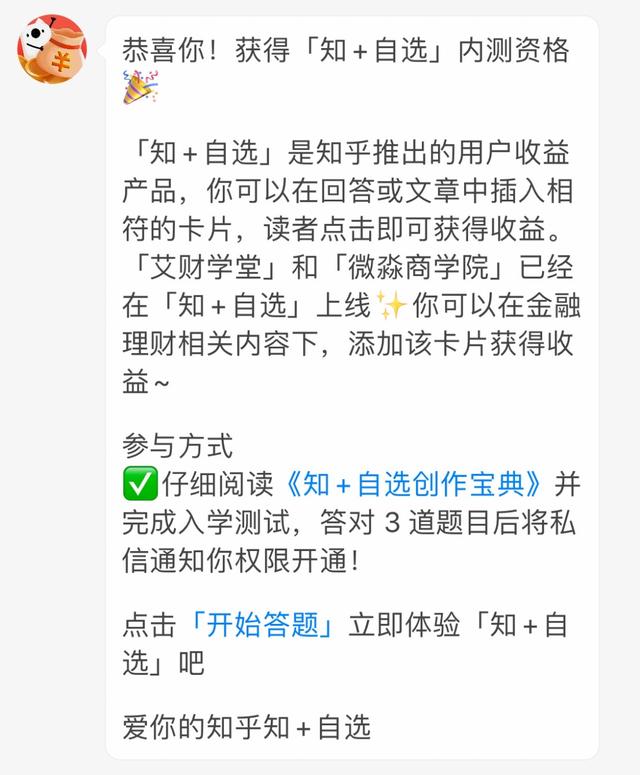 恭喜你！获得「知+自选」内测资格
🎉
「知+自选」是知乎推出的用户收益
产品，你可以在回答或文章中插入相
符的卡片，读者点击即可获得收益。
「艾财学堂」和「微淼商学院」已经
在「知+自选」上线✨你可以在金融
理财相关内容下，添加该卡片获得收
益~
参与方式
✅仔细阅读《知+自选创作宝典》并
完成入学测试，答对 3 道题目后将私
信通知你权限开通！
点击「开始答题」立即体验「知+自
选」吧
爱你的知乎知+自选